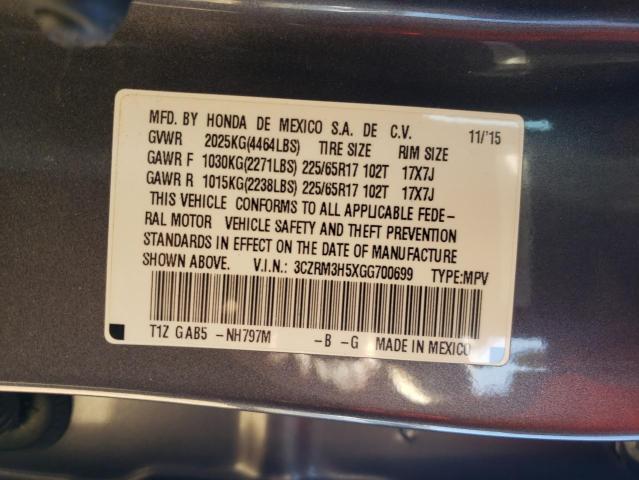 MFD. BY HONDA DE MEXICO S.A. DE C.V. 11/'15
GVWR 2025KG(4464LBS) TIRE SIZE RIM SIZE
GAWR F 1030KG(2271LBS) 225/65R17 102T 17X7J
GAWR R 1015KG(2238LBS) 225/65R17 102T 17X7J
THIS VEHICLE CONFORMS TO ALL APPLICABLE FEDE-
RAL MOTOR VEHICLE SAFETY AND THEFT PREVENTION
STANDARDS IN EFFECT ON THE DATE OF MANUFACTURE
SHOWN ABOVE. V.I.N.: 3CZRM3H5XGG700699 TYPE:MPV
T1Z GAB5 -NH797M -B -G MADE IN MEXICO